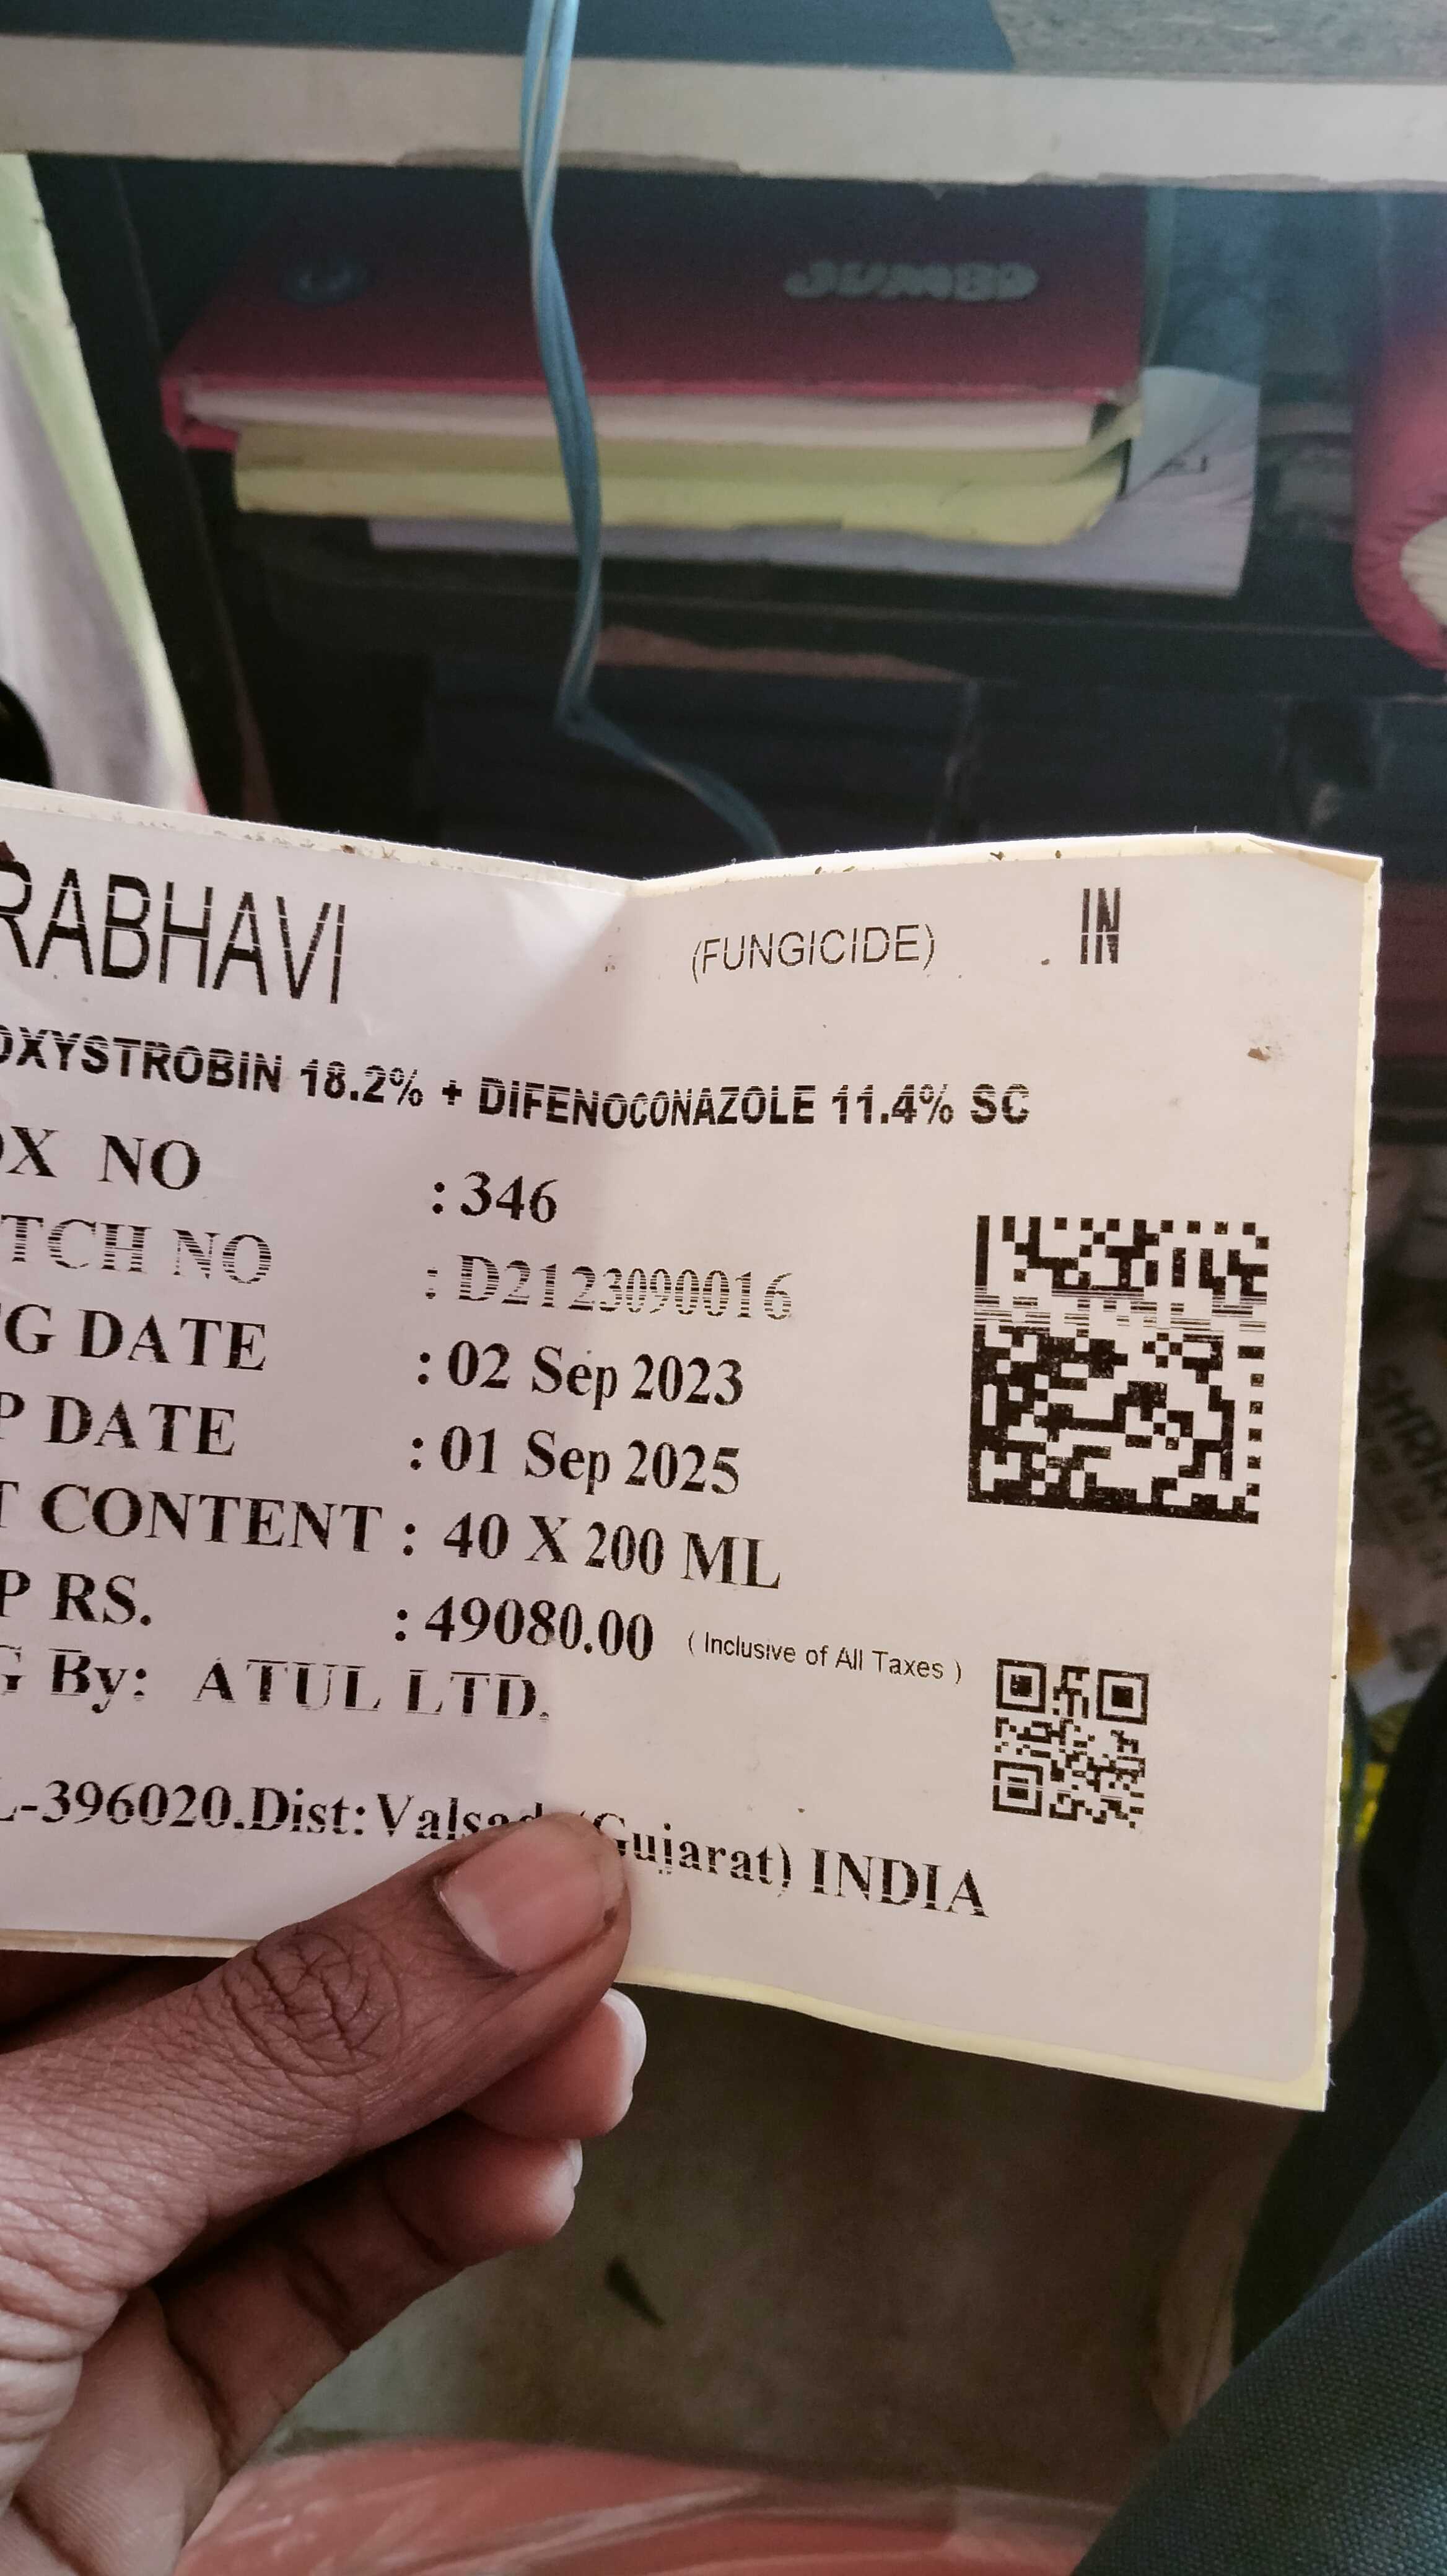 JUMBO
RABHAVI (FUNGICIDE) IN
OXYSTROBIN 18.2% + DIFENOCONAZOLE 11.4% SC
OX NO : 346
TCH NO : D2123090016
G DATE : 02 Sep 2023
P DATE : 01 Sep 2025
T CONTENT : 40 X 200 ML
P RS. : 49080.00 ( Inclusive of All Taxes )
G By: ATUL LTD.
L-396020.Dist:Valsad (Gujarat) INDIA